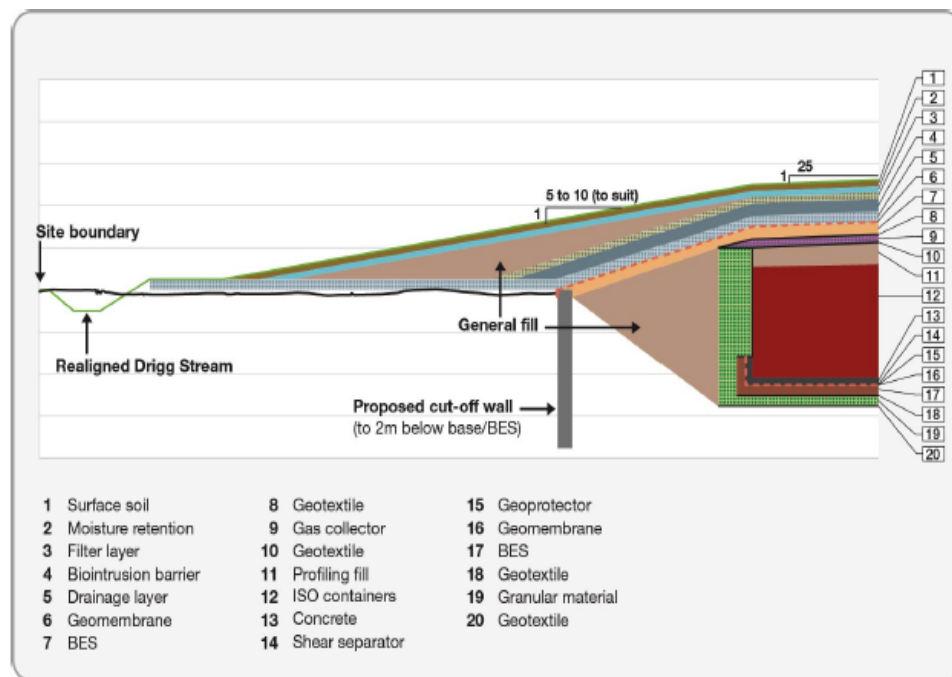 1
2
3
4
5
6
7
8
9
10
11
12
13
14
15
16
17
18
19
20
25
1
5 to 10 (to suit)
1
Site boundary
General fill
Realigned Drigg Stream
Proposed cut-off wall
(to 2m below base/BES)
1 Surface soil
2 Moisture retention
3 Filter layer
4 Biointrusion barrier
5 Drainage layer
6 Geomembrane
7 BES
8 Geotextile
9 Gas collector
10 Geotextile
11 Profiling fill
12 ISO containers
13 Concrete
14 Shear separator
15 Geoprotector
16 Geomembrane
17 BES
18 Geotextile
19 Granular material
20 Geotextile